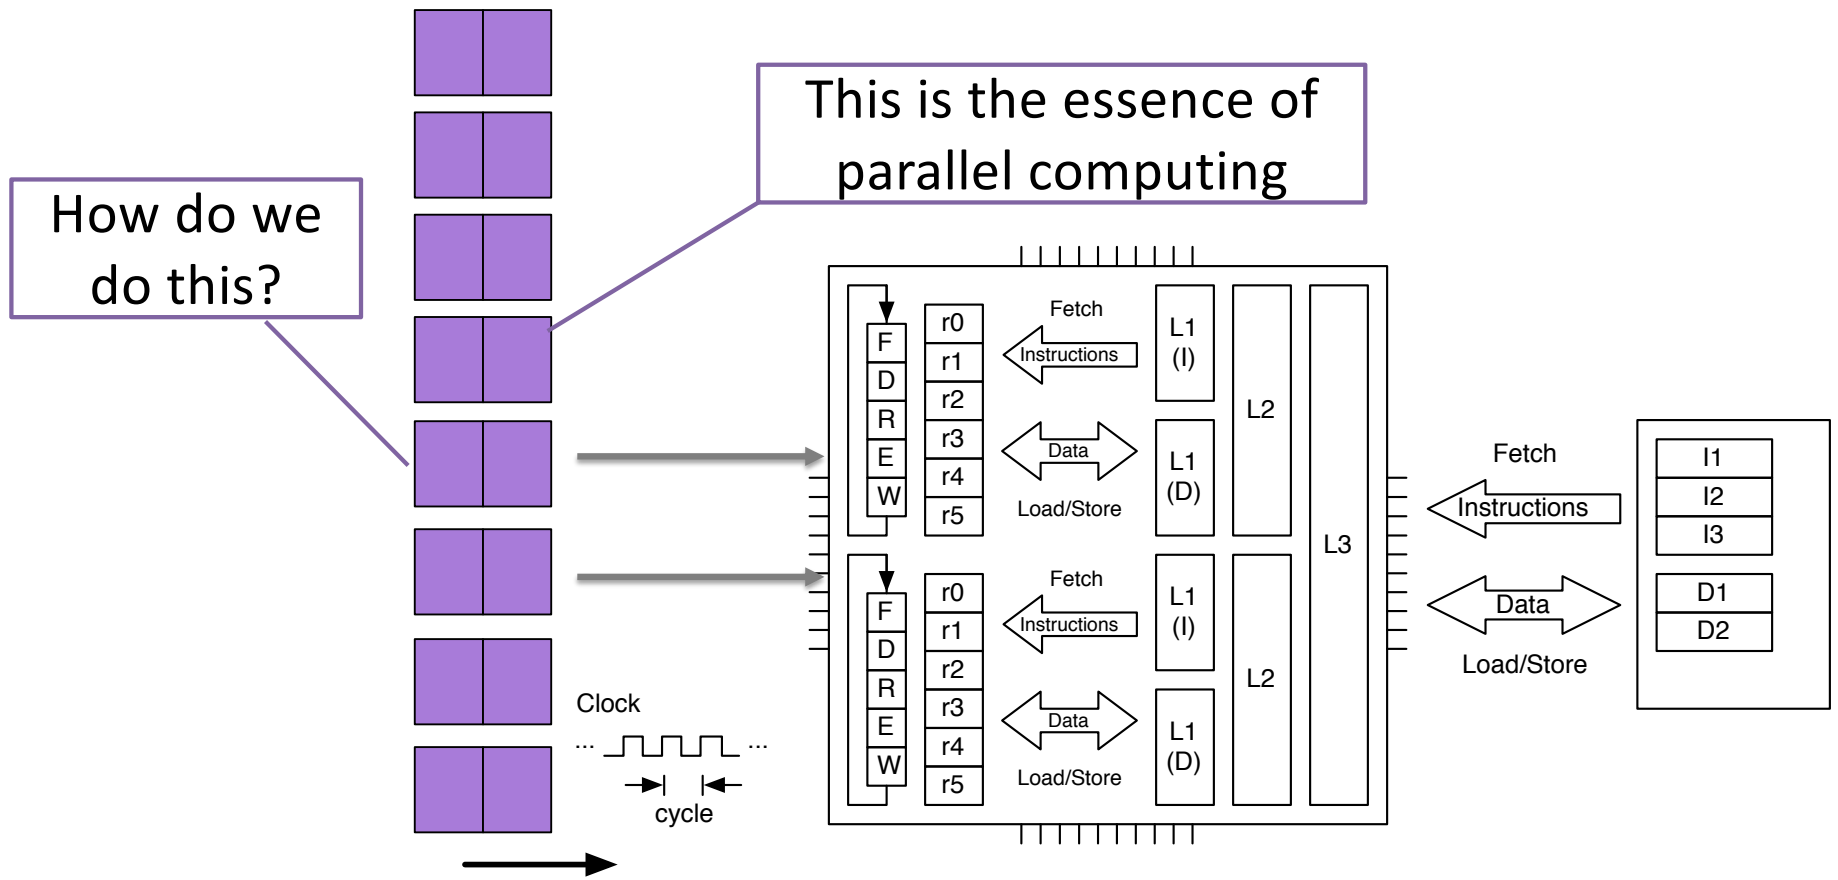 This is the essence of
parallel computing
How do we
do this?
Fetch
Instructions
Data
Load/Store
F
D
R
E
W
r0
r1
r2
r3
r4
r5
L1
(I)
L1
(D)
L2
Fetch
Instructions
Data
Load/Store
F
D
R
E
W
r0
r1
r2
r3
r4
r5
L1
(I)
L1
(D)
L2
L3
Fetch
Instructions
Data
Load/Store
I1
I2
I3
D1
D2
Clock
... ...
cycle